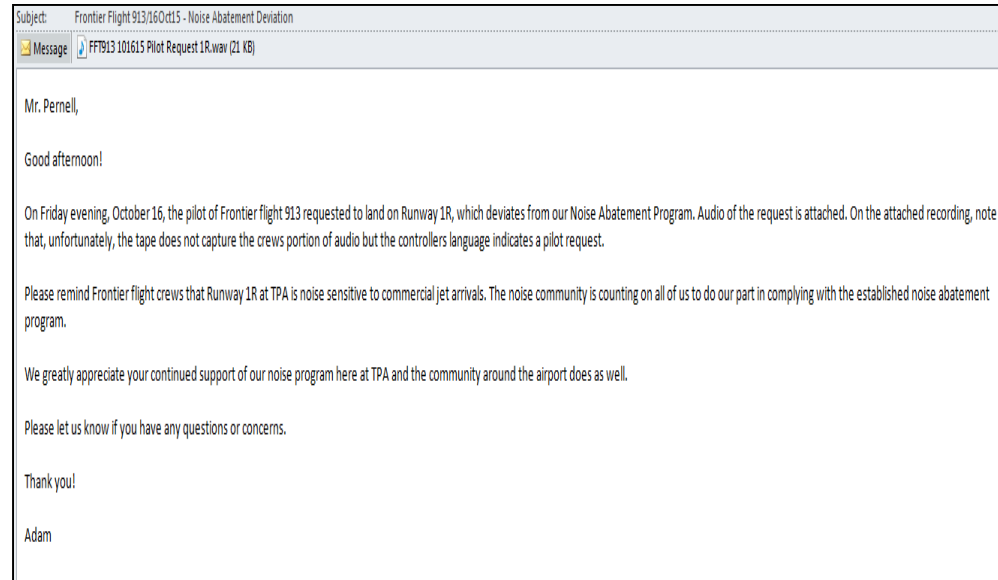 Subject: Frontier Flight 913/16Oct15 - Noise Abatement Deviation
Message FFT913 101615 Pilot Request 1R.wav (21 KB)
Mr. Pernell,
Good afternoon!
On Friday evening, October 16, the pilot of Frontier flight 913 requested to land on Runway 1R, which deviates from our Noise Abatement Program. Audio of the request is attached. On the attached recording, note
that, unfortunately, the tape does not capture the crews portion of audio but the controllers language indicates a pilot request.
Please remind Frontier flight crews that Runway 1R at TPA is noise sensitive to commercial jet arrivals. The noise community is counting on all of us to do our part in complying with the established noise abatement
program.
We greatly appreciate your continued support of our noise program here at TPA and the community around the airport does as well.
Please let us know if you have any questions or concerns.
Thank you!
Adam